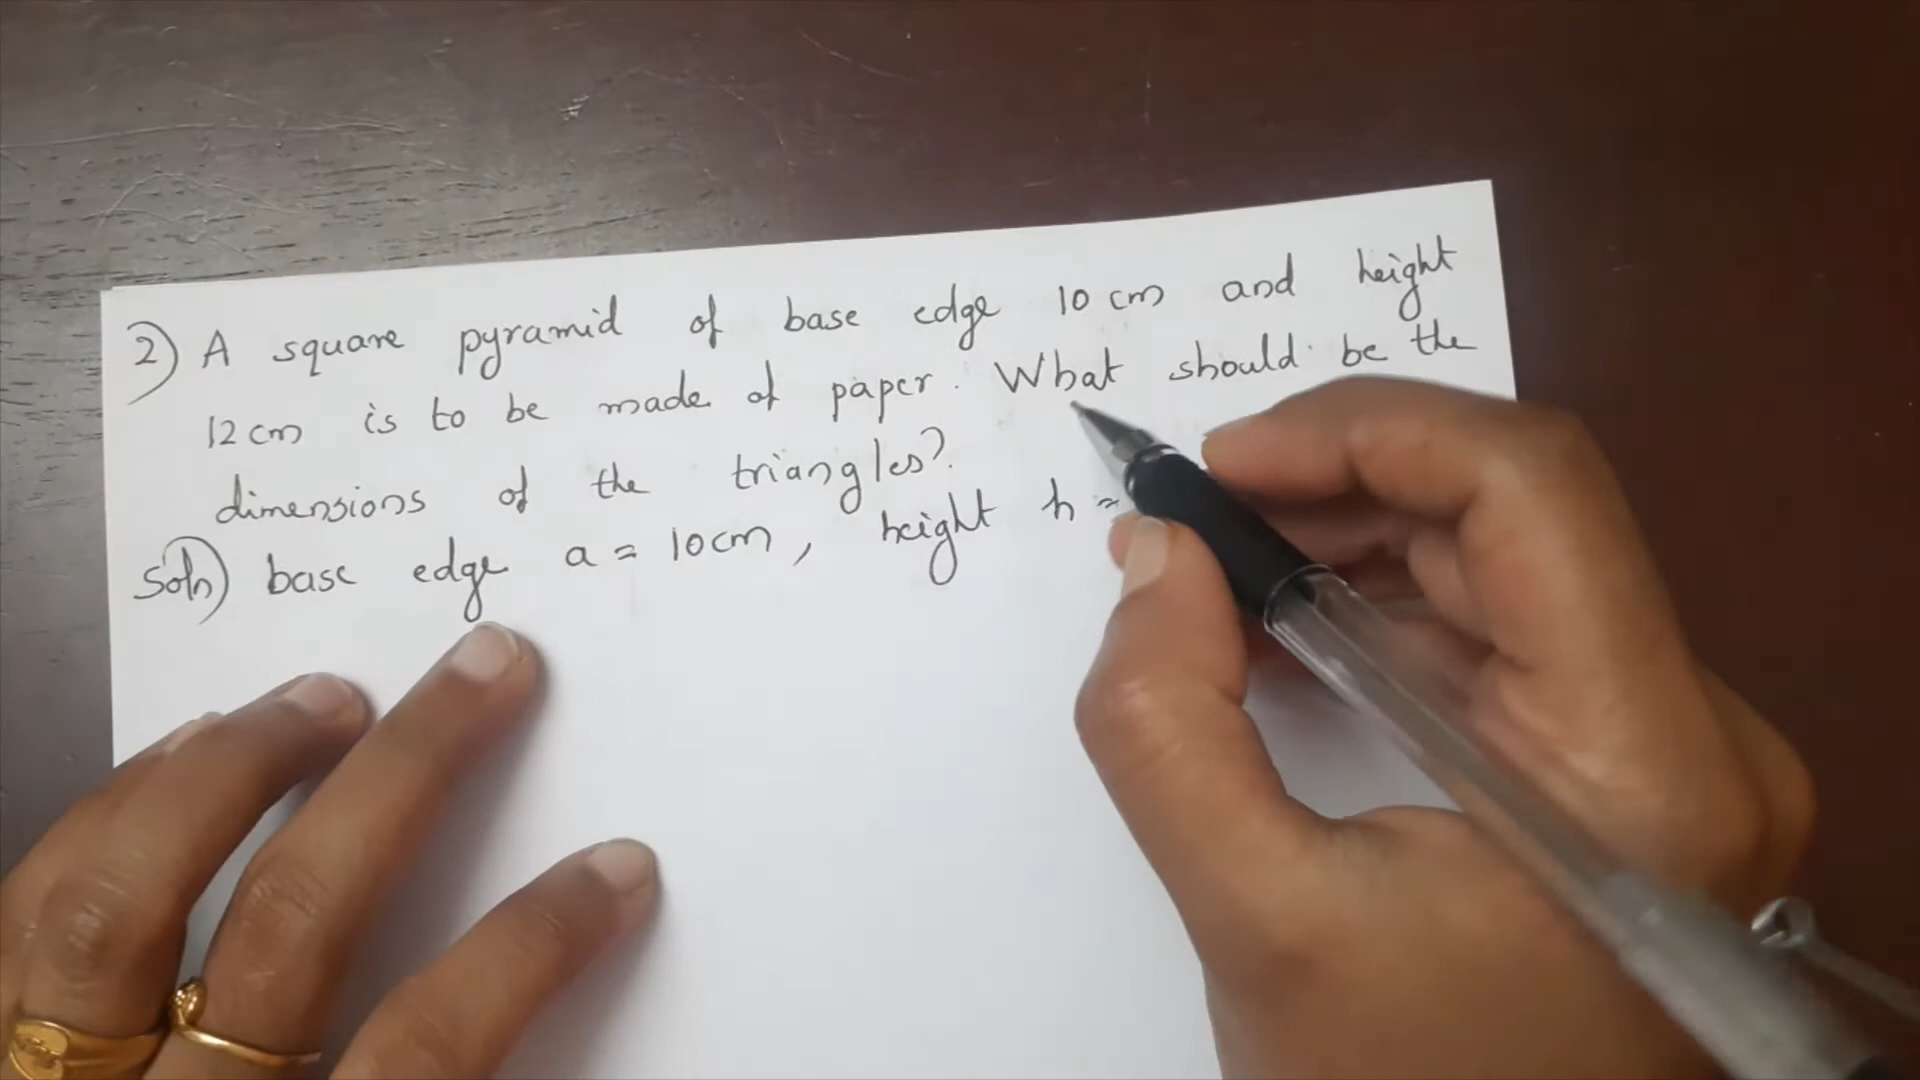 2) A square pyramid of base edge 10 cm and height
12 cm is to be made of paper. What should be the
dimensions of the triangles?
Soln) base edge a = 10cm, height h =